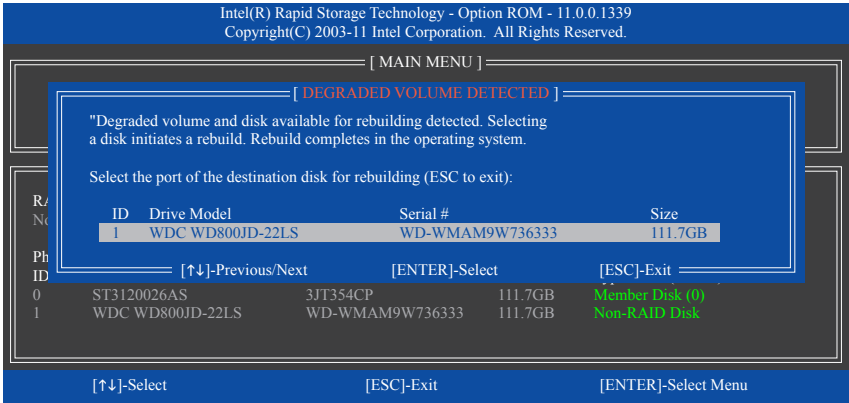 Intel(R) Rapid Storage Technology - Option ROM - 11.0.0.1339
Copyright(C) 2003-11 Intel Corporation. All Rights Reserved.
[ MAIN MENU ]
[ DEGRADED VOLUME DETECTED ]
"Degraded volume and disk available for rebuilding detected. Selecting
a disk initiates a rebuild. Rebuild completes in the operating system.
Select the port of the destination disk for rebuilding (ESC to exit):
ID Drive Model Serial # Size
1 WDC WD800JD-22LS WD-WMAM9W736333 111.7GB
[↑↓]-Previous/Next [ENTER]-Select [ESC]-Exit
ID
0 ST3120026AS 3JT354CP 111.7GB Member Disk (0)
1 WDC WD800JD-22LS WD-WMAM9W736333 111.7GB Non-RAID Disk
[↑↓]-Select [ESC]-Exit [ENTER]-Select Menu